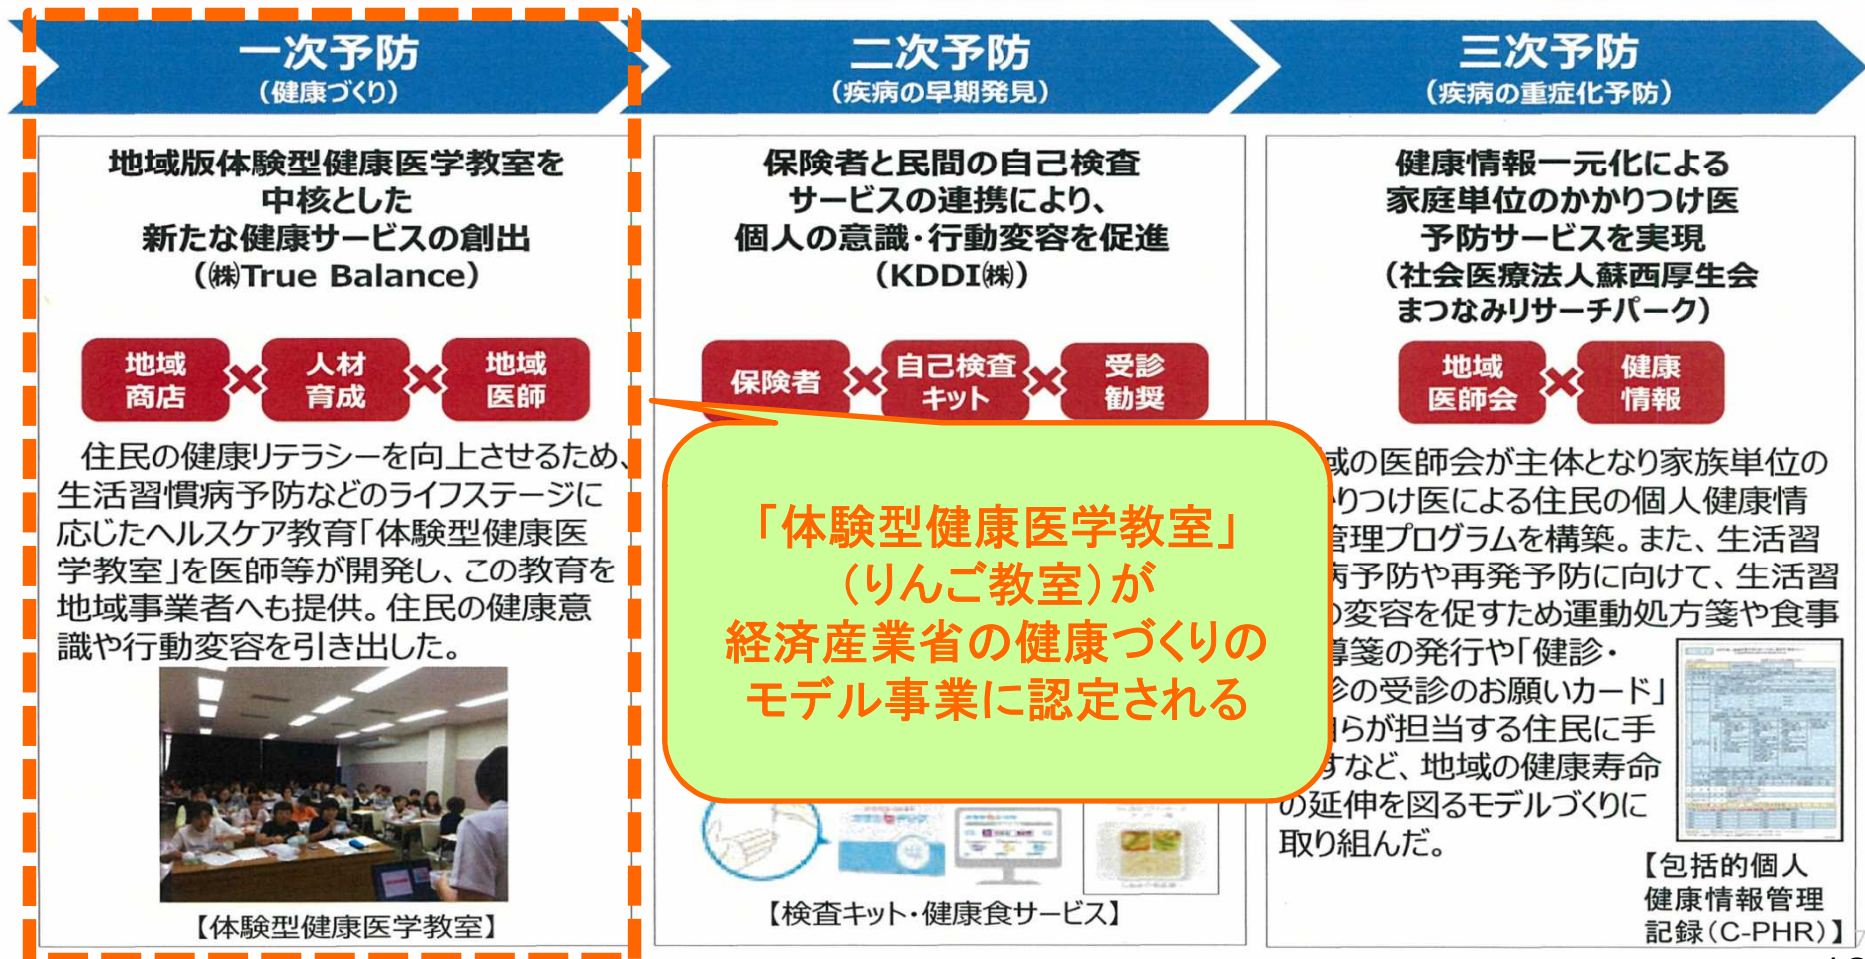 一次予防
(健康づくり)
地域版体験型健康医学教室を
中核とした
新たな健康サービスの創出
(㈱True Balance)
地域
商店
×
人材
育成
×
地域
医師
住民の健康リテラシーを向上させるため、
生活習慣病予防などのライフステージに
応じたヘルスケア教育「体験型健康医
学教室」を医師等が開発し、この教育を
地域事業者へも提供。住民の健康意
識や行動変容を引き出した。
【体験型健康医学教室】
二次予防
(疾病の早期発見)
保険者と民間の自己検査
サービスの連携により、
個人の意識・行動変容を促進
(KDDI㈱)
保険者
×
自己検査
キット
×
受診
勧奨
「体験型健康医学教室」
(りんご教室)が
経済産業省の健康づくりの
モデル事業に認定される
【検査キット・健康食サービス】
三次予防
(疾病の重症化予防)
健康情報一元化による
家庭単位のかかりつけ医
予防サービスを実現
(社会医療法人蘇西厚生会
まつなみリサーチパーク)
地域
医師会
×
健康
情報
域の医師会が主体となり家族単位の
りつけ医による住民の個人健康情
管理プログラムを構築。また、生活習
病予防や再発予防に向けて、生活習
の変容を促すため運動処方箋や食事
導箋の発行や「健診・
診の受診のお願いカード」
らが担当する住民に手
すなど、地域の健康寿命
の延伸を図るモデルづくりに
取り組んだ。
【包括的個人
健康情報管理
記録(C-PHR)】